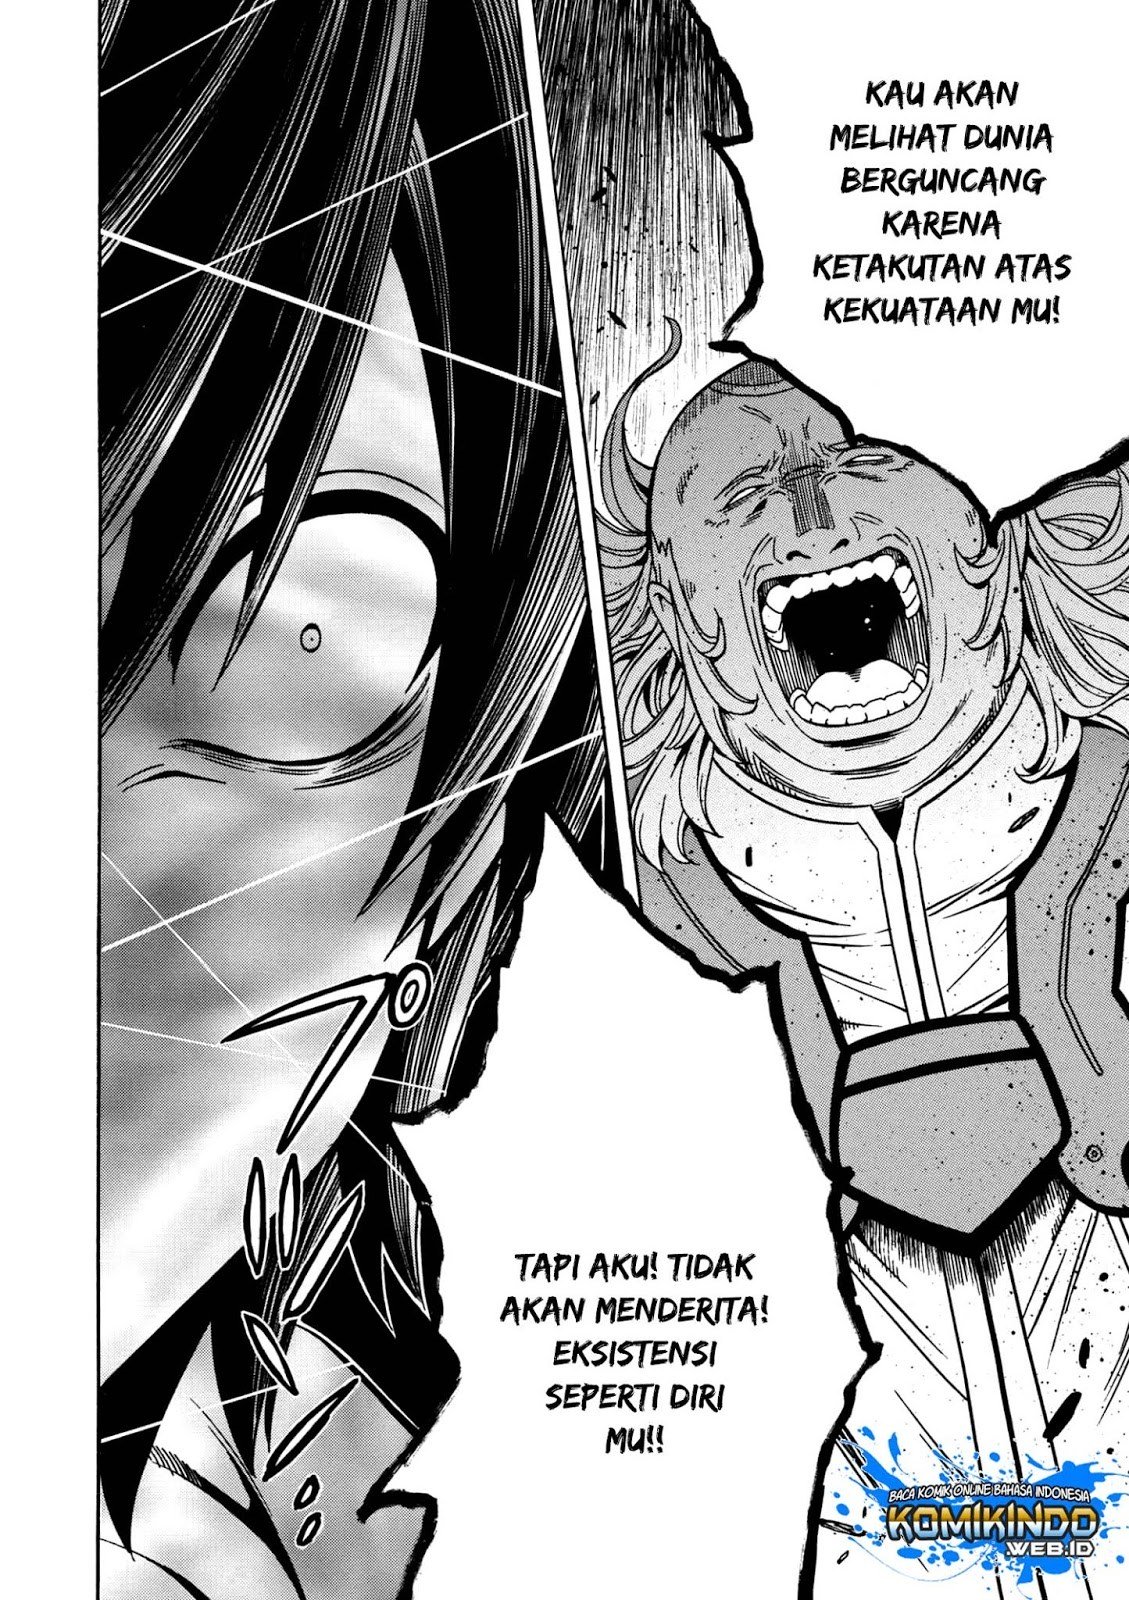 KAU AKAN
MELIHAT DUNIA
BERGUNCANG
KARENA
KETAKUTAN ATAS
KEKUATAAN MU!
TAPI AKU! TIDAK
AKAN MENDERITA!
EKSISTENSI
SEPERTI DIRI
MU!!
BACA KOMIK ONLINE BAHASA INDONESIA
KOMIKINDO
WEB.ID